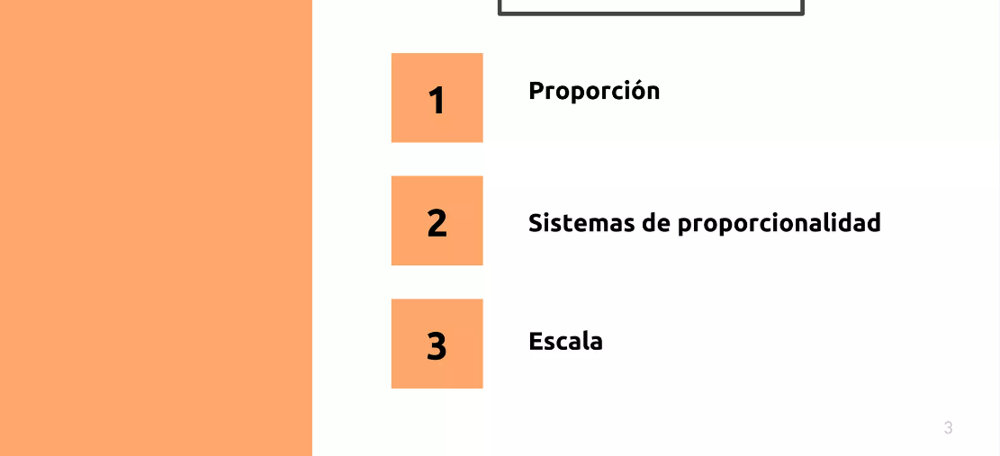 1
Proporción
2
Sistemas de proporcionalidad
3
Escala
3